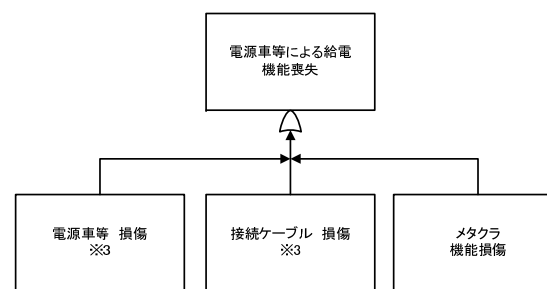 電源車等による給電
機能喪失
電源車等 損傷
※3
接続ケーブル 損傷
※3
メタクラ
機能損傷